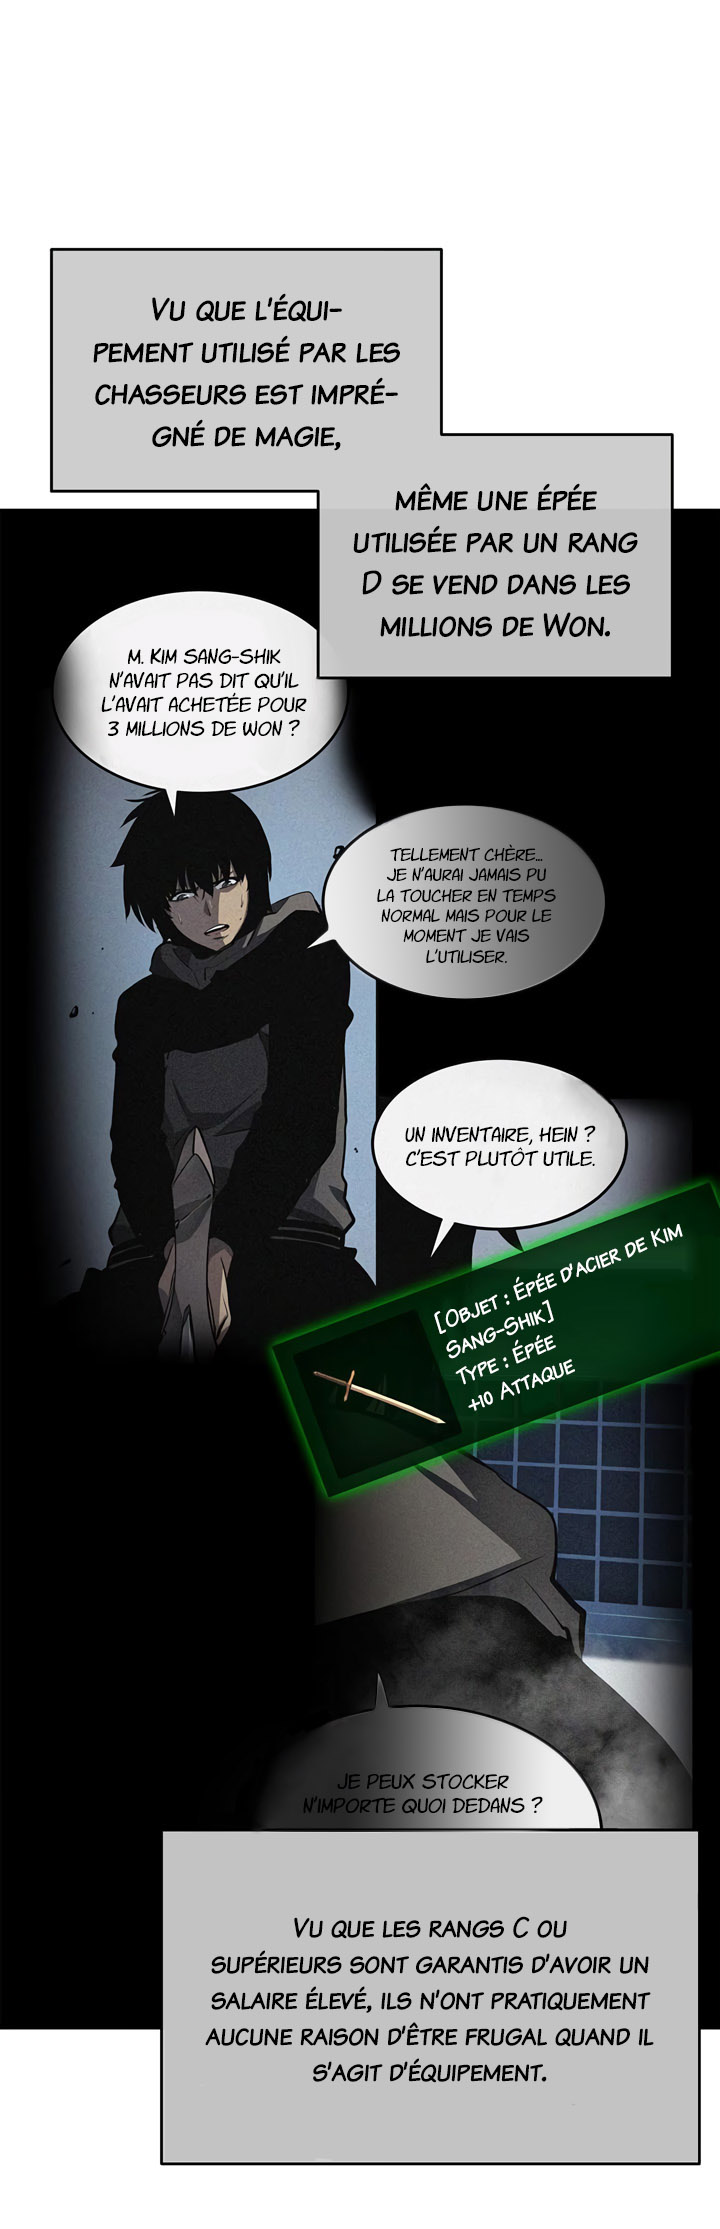 VU QUE L'ÉQUI-
PEMENT UTILISÉ PAR LES
CHASSEURS EST IMPRÉ-
GNÉ DE MAGIE,
MÊME UNE ÉPÉE
UTILISÉE PAR UN RANG
D SE VEND DANS LES
MILLIONS DE WON.
M. KIM SANG-SHIK
N'AVAIT PAS DIT QU'IL
L'AVAIT ACHETÉE POUR
3 MILLIONS DE WON ?
TELLEMENT CHÈRE...
JE N'AURAI JAMAIS PU
LA TOUCHER EN TEMPS
NORMAL MAIS POUR LE
MOMENT JE VAIS
L'UTILISER.
UN INVENTAIRE, HEIN ?
C'EST PLUTÔT UTILE.
[OBJET : ÉPÉE D'ACIER DE KIM
SANG-SHIK]
TYPE : ÉPÉE
+10 ATTAQUE
JE PEUX STOCKER
N'IMPORTE QUOI DEDANS ?
VU QUE LES RANGS C OU
SUPÉRIEURS SONT GARANTIS D'AVOIR UN
SALAIRE ÉLEVÉ, ILS N'ONT PRATIQUEMENT
AUCUNE RAISON D'ÊTRE FRUGAL QUAND IL
S'AGIT D'ÉQUIPEMENT.